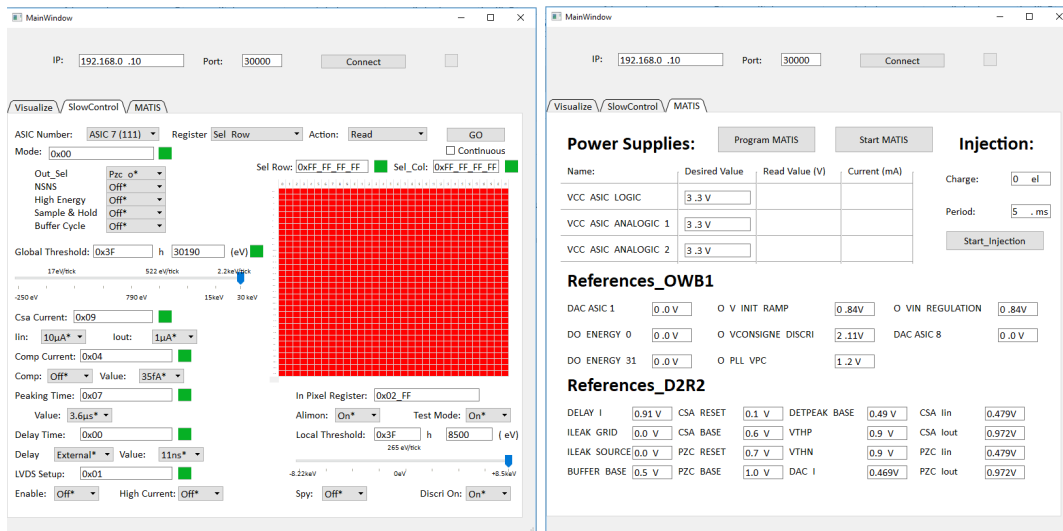 MainWindow
IP: 192.168.0 .10 Port: 30000 Connect
Visualize SlowControl MATIS
ASIC Number: ASIC 7 (111) Register Sel Row Action: Read GO
Continuous
Mode: 0x00
Sel Row: 0xFF_FF_FF_FF Sel_Col: 0xFF_FF_FF_FF
Out_Sel Pzc o*
NSNS Off*
High Energy Off*
Sample & Hold Off*
Buffer Cycle Off*
Global Threshold: 0x3F h 30190 (eV)
17eV/tick 522 eV/tick 2.2keV/tick
-250 eV 790 eV 15keV 30 keV
Csa Current: 0x09
Iin: 10µA* Iout: 1µA*
Comp Current: 0x04
Comp: Off* Value: 35fA*
Peaking Time: 0x07
Value: 3.6µs*
Delay Time: 0x00
Delay External* Value: 11ns*
LVDS Setup: 0x01
Enable: Off* High Current: Off*
In Pixel Register: 0x02_FF
Alimon: On* Test Mode: On*
Local Threshold: 0x3F h 8500 ( eV)
265 eV/tick
-8.22keV 0eV +8.5keV
Spy: Off* Discri On: On*
MainWindow
IP: 192.168.0 .10 Port: 30000 Connect
Visualize SlowControl MATIS
Power Supplies: Program MATIS Start MATIS Injection:
Name: Desired Value Read Value (V) Current (mA)
VCC ASIC LOGIC 3 .3 V
VCC ASIC ANALOGIC 1 3 .3 V
VCC ASIC ANALOGIC 2 3 .3 V
Charge: 0 el
Period: 5 . ms
Start_Injection
References_OWB1
DAC ASIC 1 0 .0 V O V INIT RAMP 0 .84V O VIN REGULATION 0 .84V
DO ENERGY 0 0 .0 V O VCONSIGNE DISCRI 2 .11V DAC ASIC 8 0 .0 V
DO ENERGY 31 0 .0 V O PLL VPC 1 .2 V
References_D2R2
DELAY I 0.91 V CSA RESET 0.1 V DETPEAK BASE 0.49 V CSA Iin 0.479V
ILEAK GRID 0.0 V CSA BASE 0.6 V VTHP 0.9 V CSA Iout 0.972V
ILEAK SOURCE 0.0 V PZC RESET 0.7 V VTHN 0.9 V PZC Iin 0.479V
BUFFER BASE 0.5 V PZC BASE 1.0 V DAC I 0.469V PZC Iout 0.972V